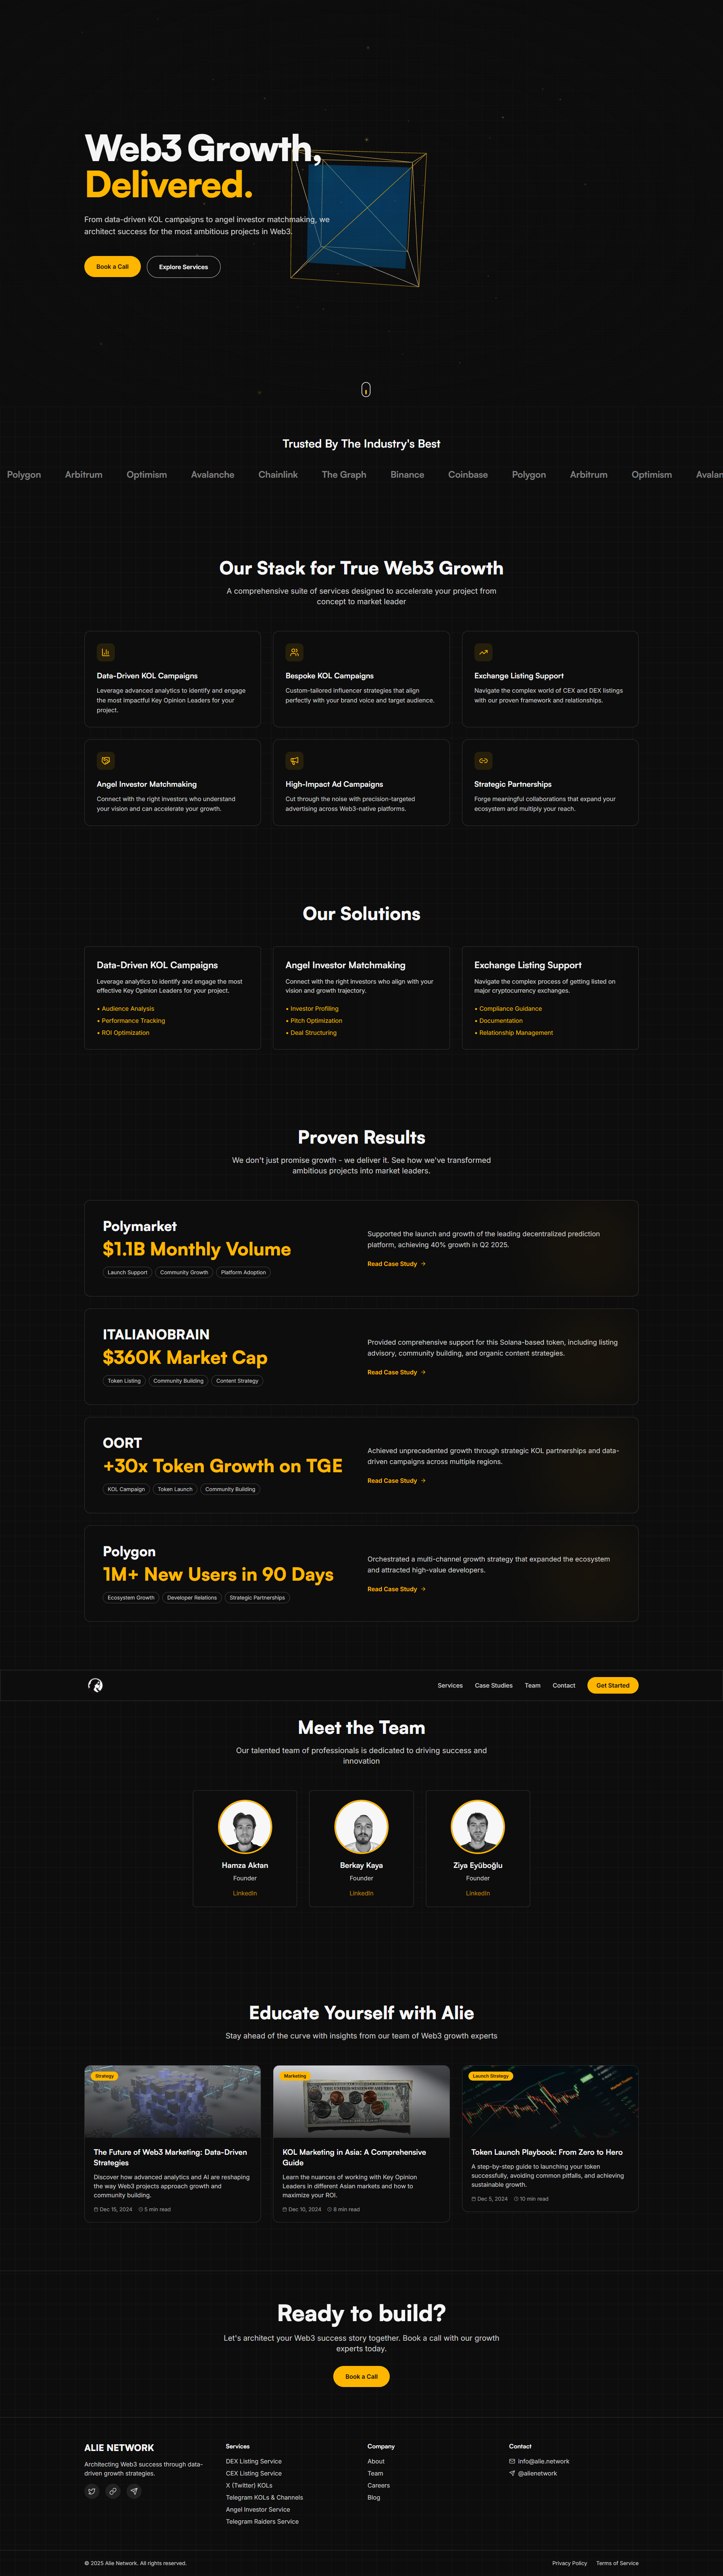 Web3 Growth,
Delivered.
From data-driven KOL campaigns to angel investor matchmaking, we
architect success for the most ambitious projects in Web3.
Book a Call
Explore Services
Trusted By The Industry's Best
Polygon Arbitrum Optimism Avalanche Chainlink The Graph Binance Coinbase Polygon Arbitrum Optimism Avalan
Our Stack for True Web3 Growth
A comprehensive suite of services designed to accelerate your project from
concept to market leader
Data-Driven KOL Campaigns
Leverage advanced analytics to identify and engage
the most impactful Key Opinion Leaders for your
project.
Bespoke KOL Campaigns
Custom-tailored influencer strategies that align
perfectly with your brand voice and target audience.
Exchange Listing Support
Navigate the complex world of CEX and DEX listings
with our proven framework and relationships.
Angel Investor Matchmaking
Connect with the right investors who understand
your vision and can accelerate your growth.
High-Impact Ad Campaigns
Cut through the noise with precision-targeted
advertising across Web3-native platforms.
Strategic Partnerships
Forge meaningful collaborations that expand your
ecosystem and multiply your reach.
Our Solutions
Data-Driven KOL Campaigns
Leverage analytics to identify and engage the most
effective Key Opinion Leaders for your project.
• Audience Analysis
• Performance Tracking
• ROI Optimization
Angel Investor Matchmaking
Connect with the right investors who align with your
vision and growth trajectory.
• Investor Profiling
• Pitch Optimization
• Deal Structuring
Exchange Listing Support
Navigate the complex process of getting listed on
major cryptocurrency exchanges.
• Compliance Guidance
• Documentation
• Relationship Management
Proven Results
We don't just promise growth - we deliver it. See how we've transformed
ambitious projects into market leaders.
Polymarket
$1.1B Monthly Volume
Launch Support
Community Growth
Platform Adoption
Supported the launch and growth of the leading decentralized prediction
platform, achieving 40% growth in Q2 2025.
Read Case Study →
ITALIANOBRAIN
$360K Market Cap
Token Listing
Community Building
Content Strategy
Provided comprehensive support for this Solana-based token, including listing
advisory, community building, and organic content strategies.
Read Case Study →
OORT
+30x Token Growth on TGE
KOL Campaign
Token Launch
Community Building
Achieved unprecedented growth through strategic KOL partnerships and data-
driven campaigns across multiple regions.
Read Case Study →
Polygon
1M+ New Users in 90 Days
Ecosystem Growth
Developer Relations
Strategic Partnerships
Orchestrated a multi-channel growth strategy that expanded the ecosystem
and attracted high-value developers.
Read Case Study →
Services
Case Studies
Team
Contact
Get Started
Meet the Team
Our talented team of professionals is dedicated to driving success and
innovation
Hamza Aktan
Founder
LinkedIn
Berkay Kaya
Founder
LinkedIn
Ziya Eyüboğlu
Founder
LinkedIn
Educate Yourself with Alie
Stay ahead of the curve with insights from our team of Web3 growth experts
Strategy
The Future of Web3 Marketing: Data-Driven
Strategies
Discover how advanced analytics and AI are reshaping
the way Web3 projects approach growth and
community building.
Dec 15, 2024 5 min read
Marketing
KOL Marketing in Asia: A Comprehensive
Guide
Learn the nuances of working with Key Opinion
Leaders in different Asian markets and how to
maximize your ROI.
Dec 10, 2024 8 min read
Launch Strategy
Token Launch Playbook: From Zero to Hero
A step-by-step guide to launching your token
successfully, avoiding common pitfalls, and achieving
sustainable growth.
Dec 5, 2024 10 min read
Ready to build?
Let's architect your Web3 success story together. Book a call with our growth
experts today.
Book a Call
ALIE NETWORK
Architecting Web3 success through data-
driven growth strategies.
Services
DEX Listing Service
CEX Listing Service
X (Twitter) KOLs
Telegram KOLs & Channels
Angel Investor Service
Telegram Raiders Service
Company
About
Team
Careers
Blog
Contact
info@alie.network
@alienetwork
© 2025 Alie Network. All rights reserved.
Privacy Policy
Terms of Service